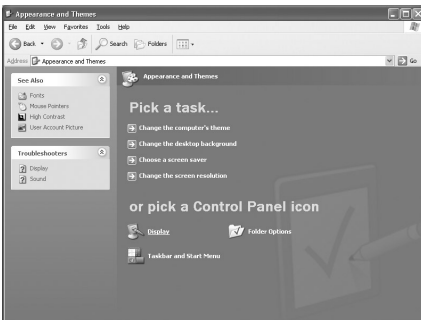 Appearance and Themes
File Edit View Favorites Tools Help
Back Search Folders
Address Appearance and Themes Go
See Also
Fonts
Mouse Pointers
High Contrast
User Account Picture
Troubleshooters
Display
Sound
Appearance and Themes
Pick a task...
Change the computer's theme
Change the desktop background
Choose a screen saver
Change the screen resolution
or pick a Control Panel icon
Display Folder Options
Taskbar and Start Menu